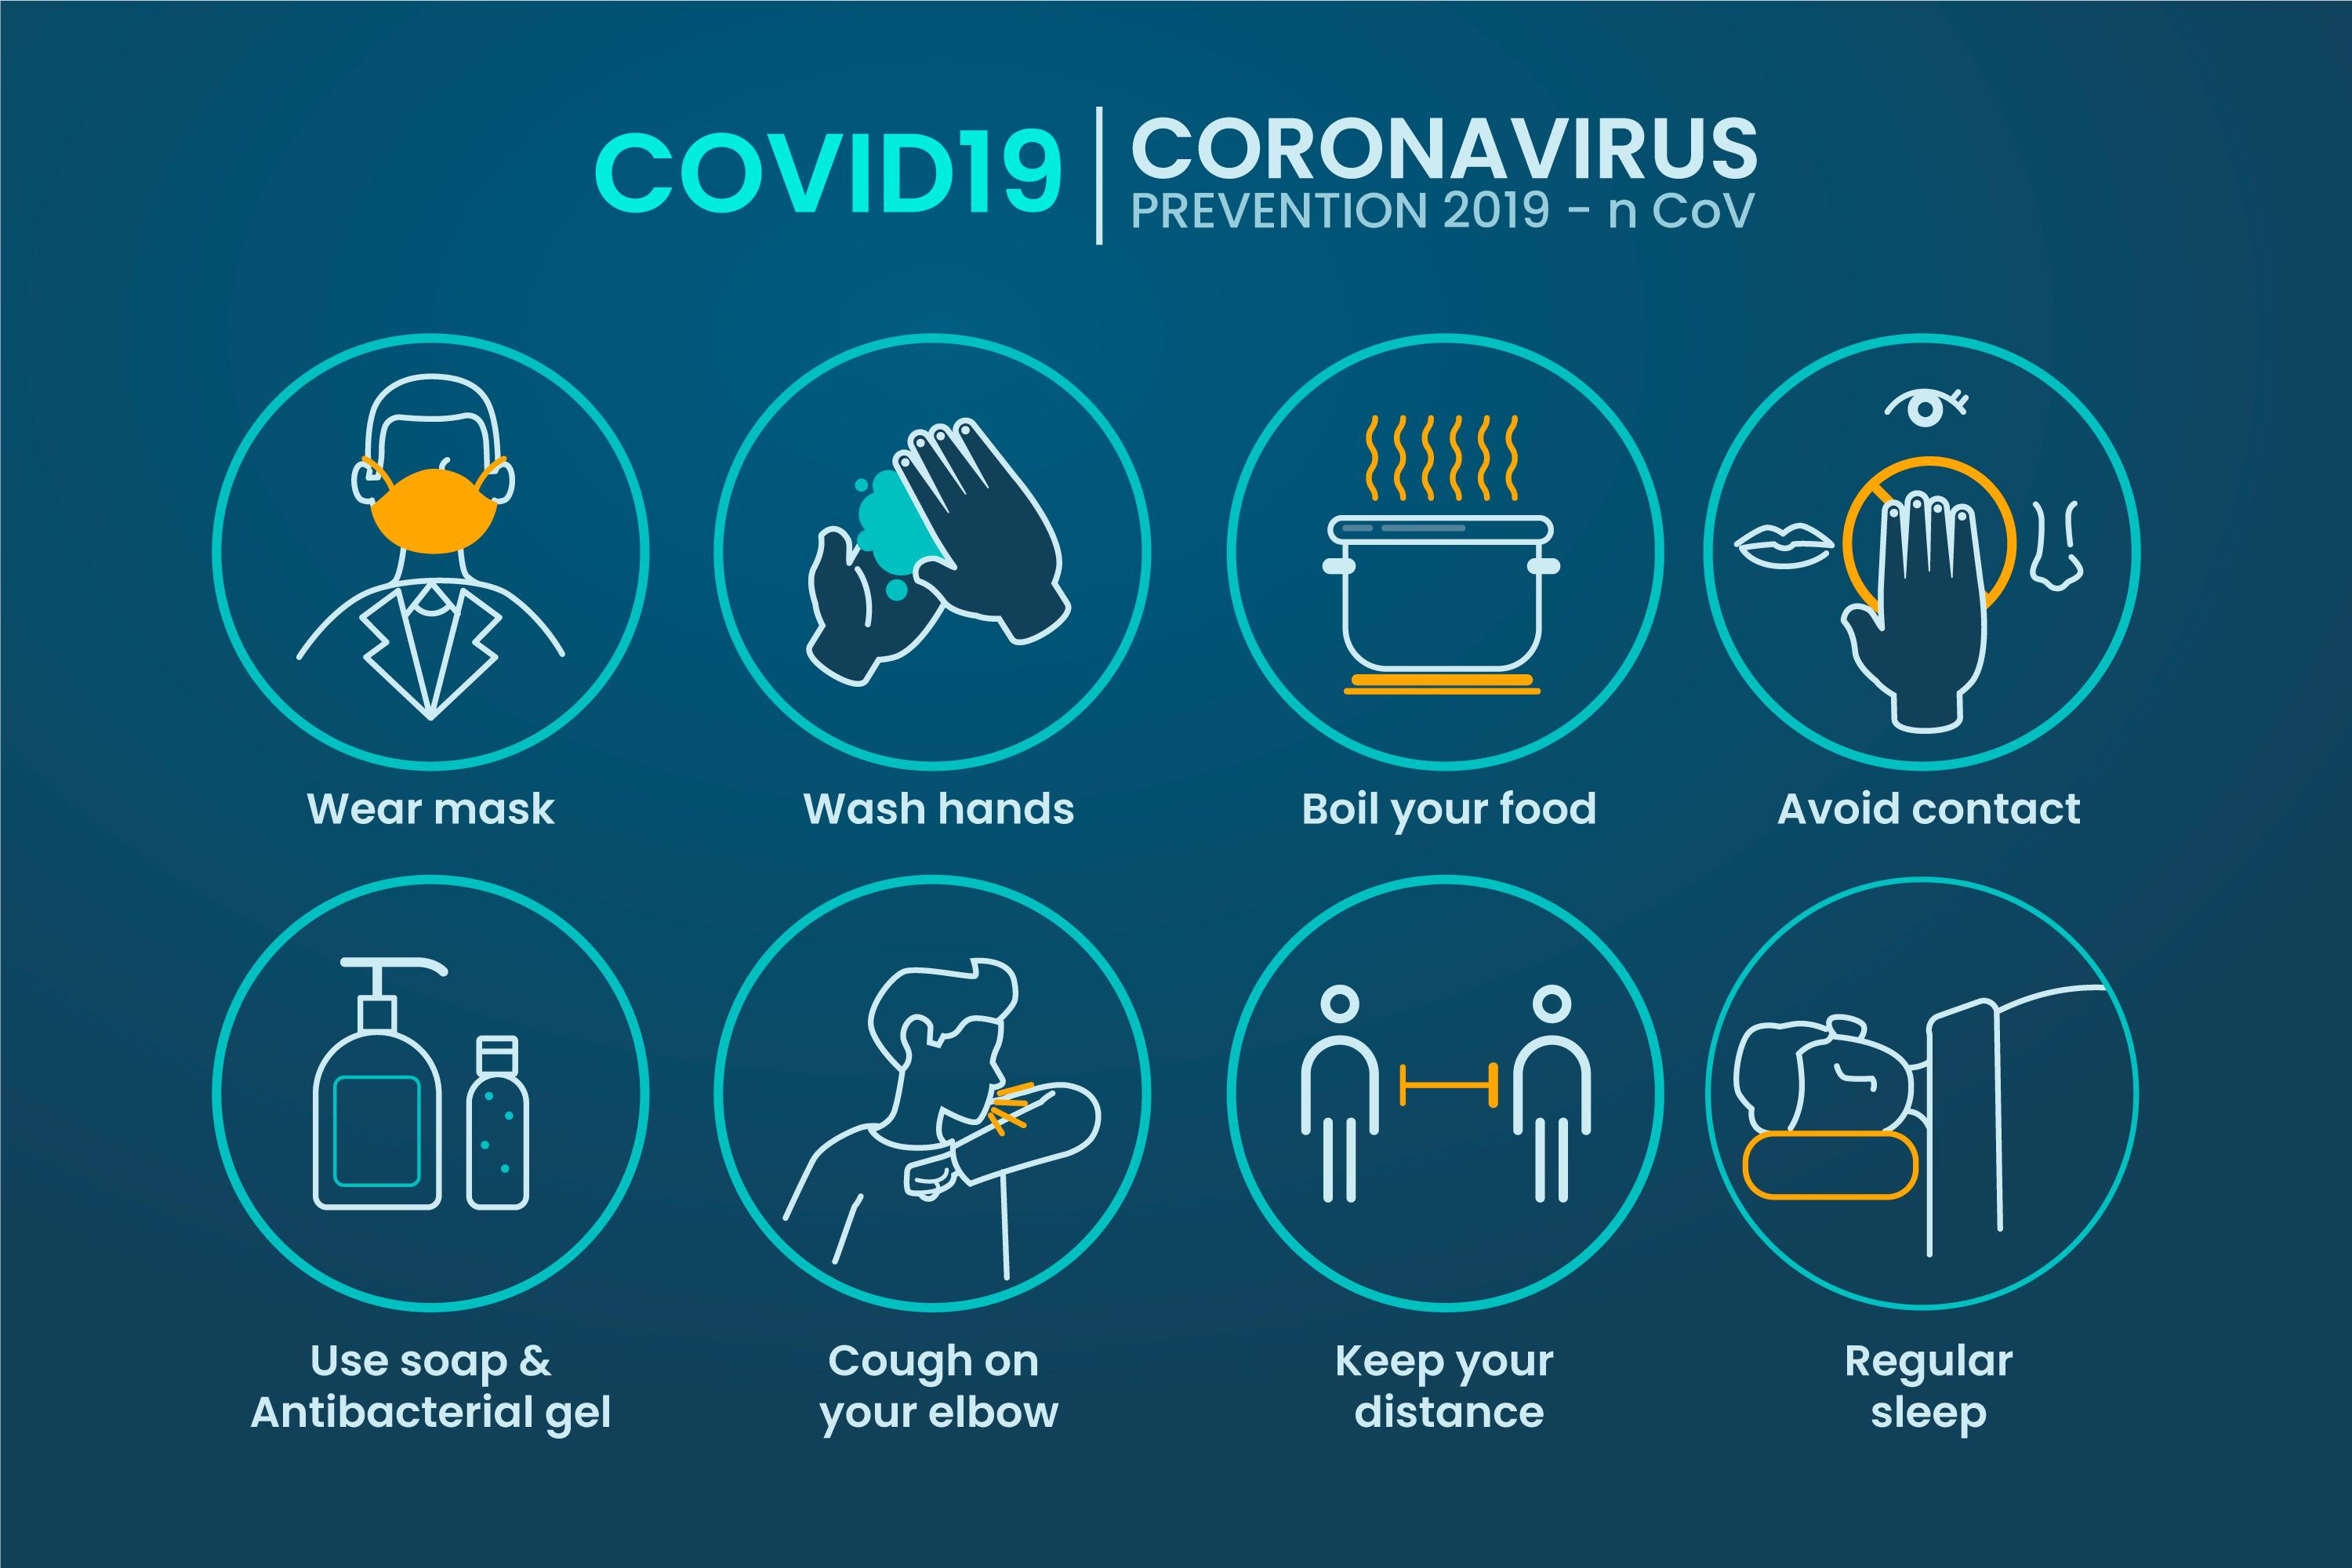 COVID19
CORONAVIRUS
PREVENTION 2019 - n CoV
Wear mask
Wash hands
Boil your food
Avoid contact
Use soap &
Antibacterial gel
Cough on
your elbow
Keep your
distance
Regular
sleep